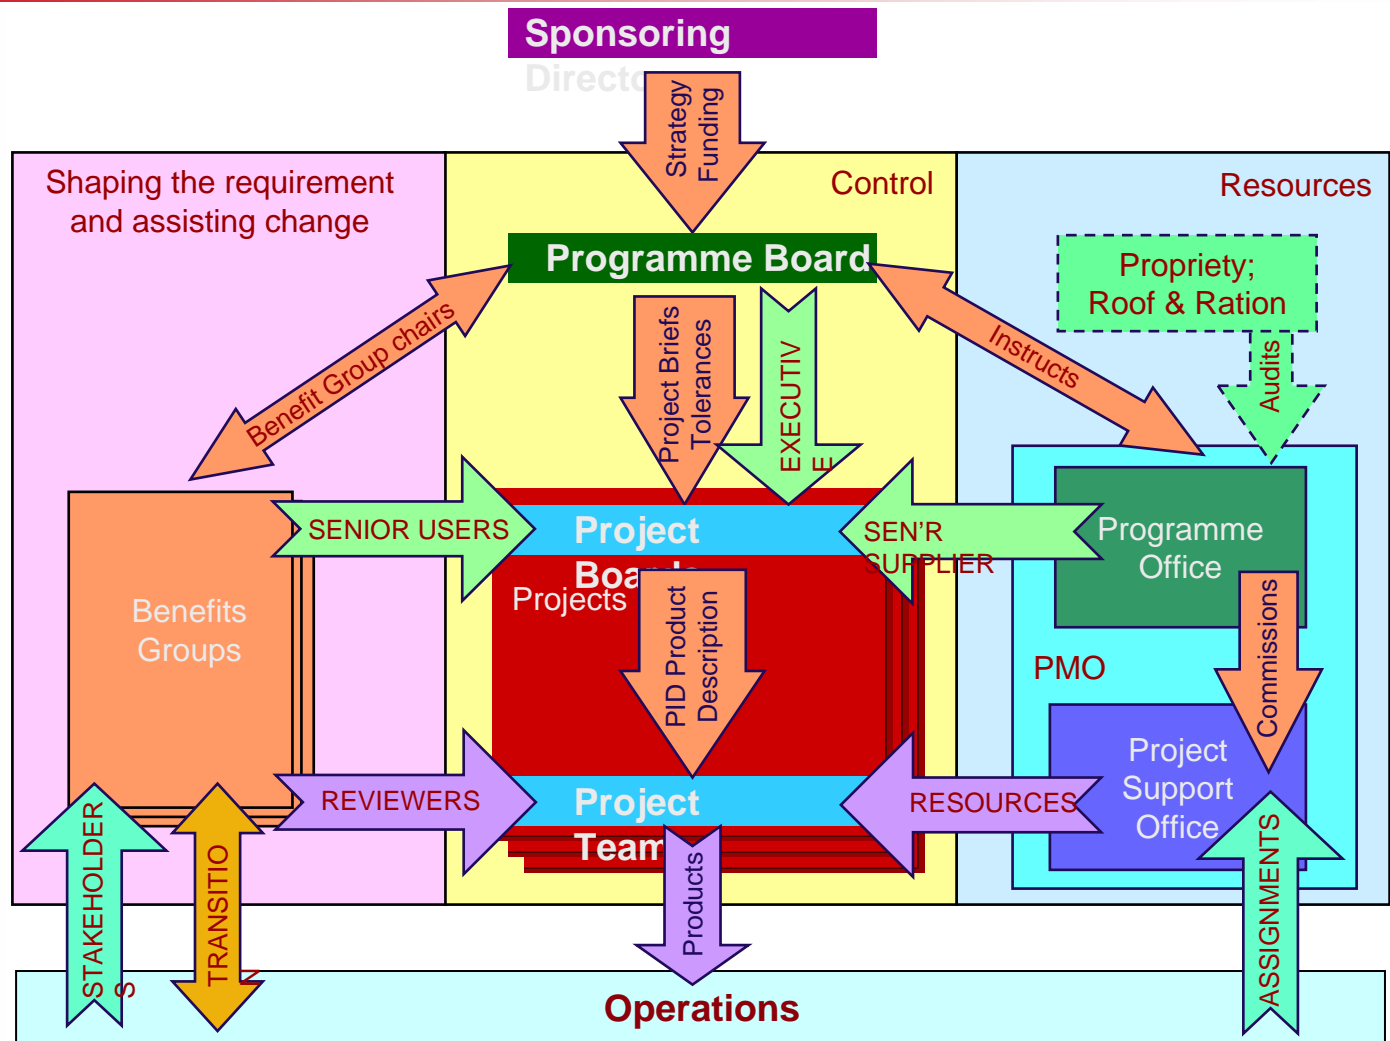 Sponsoring
Strategy
Funding
Shaping the requirement
and assisting change
Control
Resources
Programme Board
Propriety;
Roof & Ration
Benefit Group chairs
Project Briefs
Tolerances
EXECUTIV
E
Instructs
Audits
SENIOR USERS
Project
SEN'R
SUPPLIER
Programme
Office
Projects
Benefits
Groups
PID Product
Description
PMO
Commissions
Project
Support
Office
REVIEWERS
Project
Team
RESOURCES
STAKEHOLDER
S
TRANSITIO
N
Products
ASSIGNMENTS
Operations